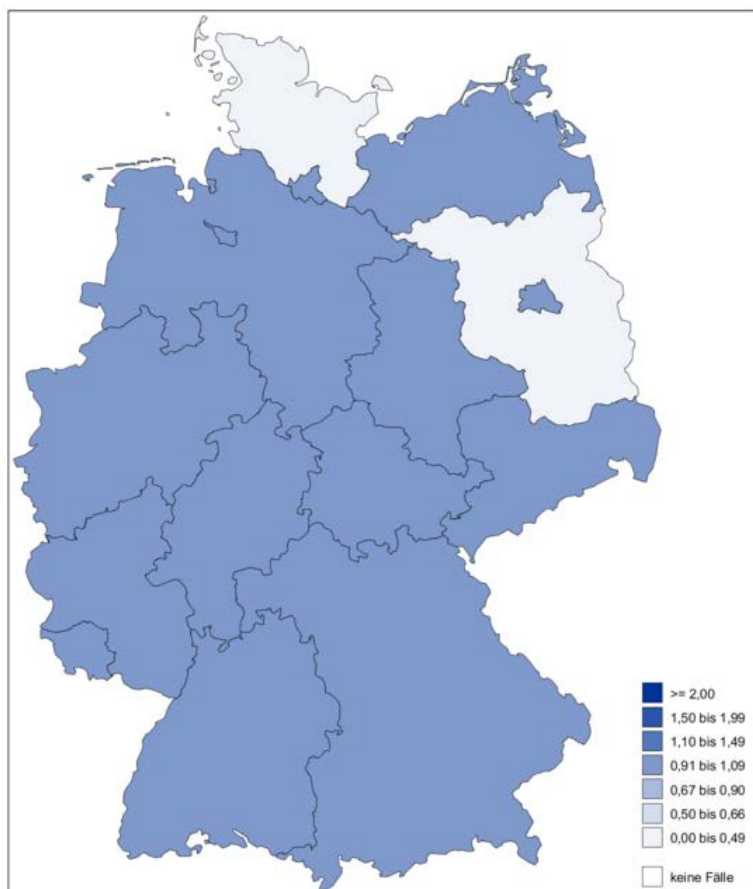 >= 2,00
1,50 bis 1,99
1,10 bis 1,49
0,91 bis 1,09
0,67 bis 0,90
0,50 bis 0,66
0,00 bis 0,49
keine Fälle